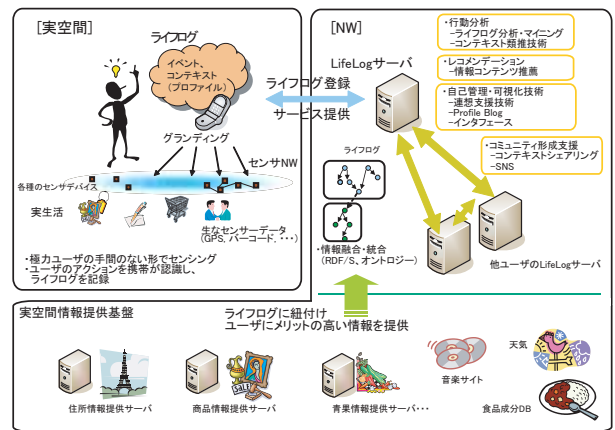 [実空間]
ライフログ
イベント、
コンテキスト
(プロファイル)
グランディング
センサNW
各種のセンサデバイス
実生活
生なセンサーデータ
(GPS, バーコード, ・・・)
・極力ユーザの手間のない形でセンシング
・ユーザのアクションを携帯が認識し、
ライフログを記録
ライフログ登録
サービス提供
[NW]
LifeLogサーバ
・行動分析
−ライフログ分析・マイニング
−コンテキスト類推技術
・レコメンデーション
−情報コンテンツ推薦
・自己管理・可視化技術
−連想支援技術
−Profile Blog
−インタフェース
・コミュニティ形成支援
−コンテキストシェアリング
−SNS
ライフログ
・情報融合・統合
(RDF/S、オントロジー)
他ユーザのLifeLogサーバ
実空間情報提供基盤
ライフログに紐付け
ユーザにメリットの高い情報を提供
住所情報提供サーバ
SALE
商品情報提供サーバ
青果情報提供サーバ・・・
音楽サイト
天気
食品成分DB